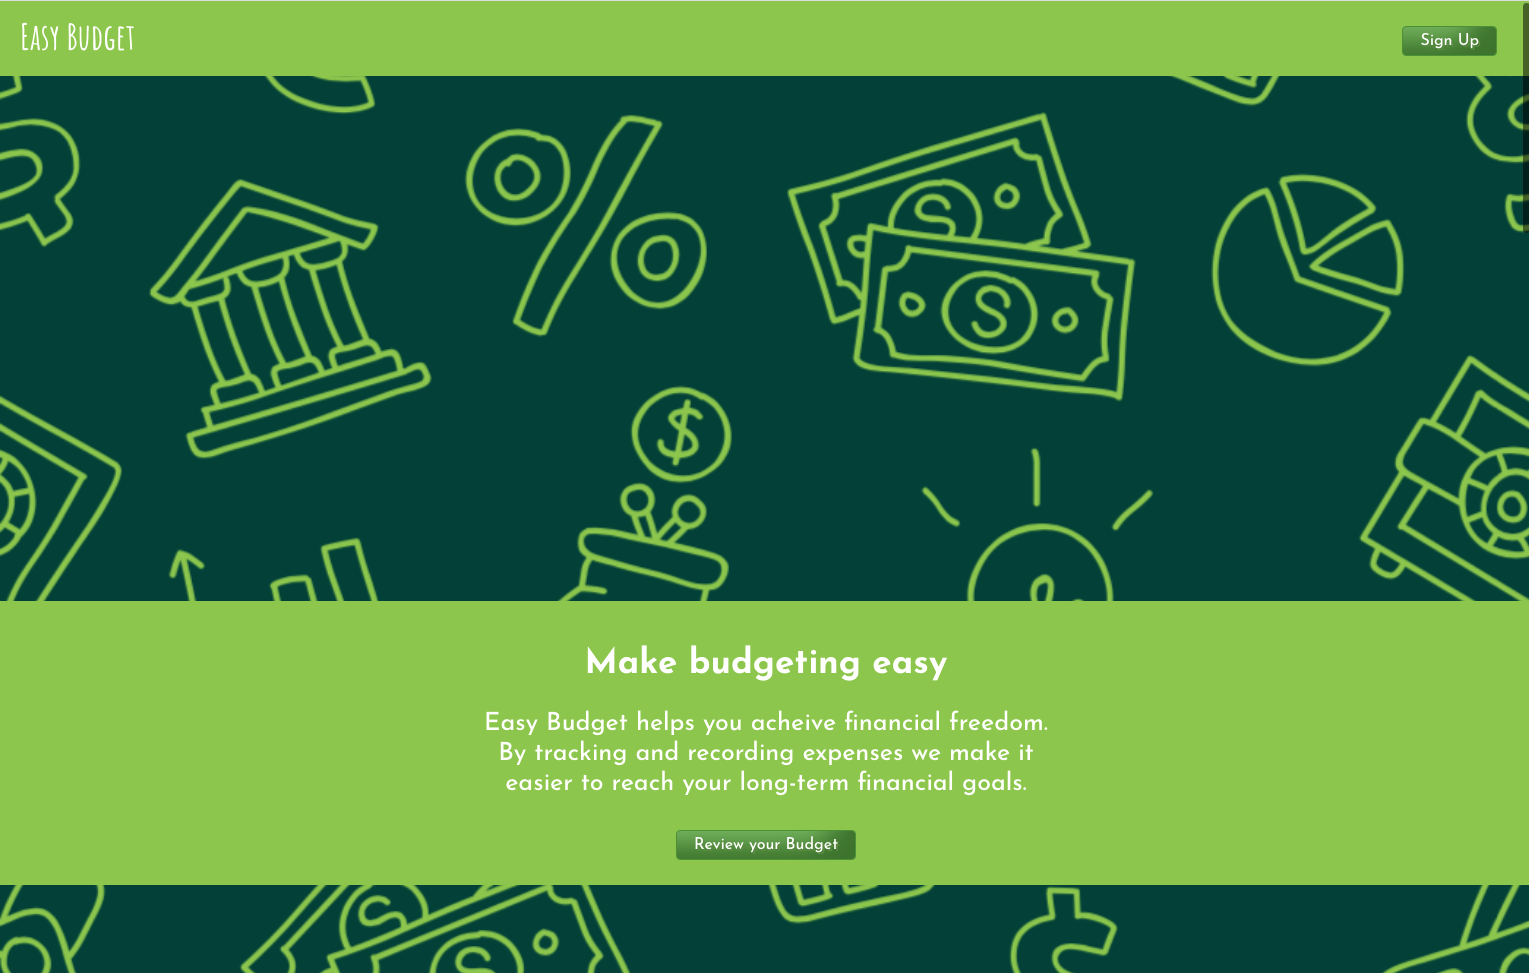 Easy Budget
Sign Up
Make budgeting easy
Easy Budget helps you acheive financial freedom.
By tracking and recording expenses we make it
easier to reach your long-term financial goals.
Review your Budget